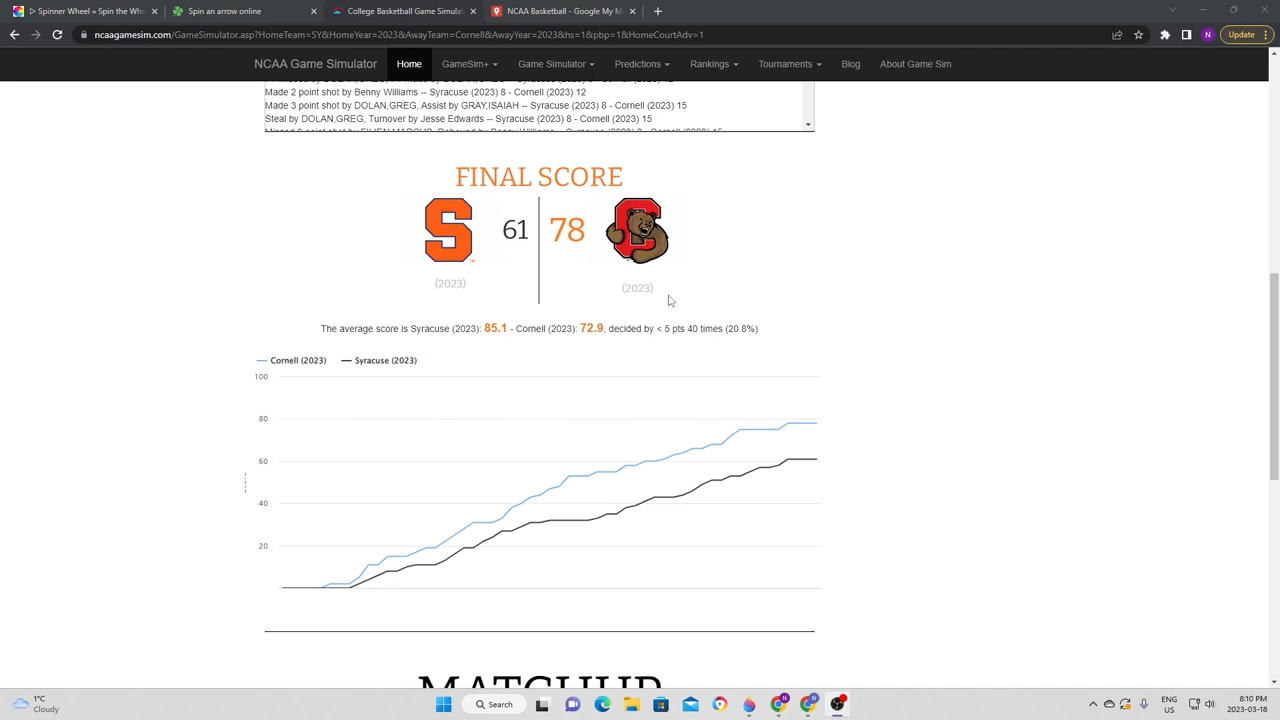 Spinner Wheel » Spin the Wh
Spin an arrow online
College Basketball Game Simulat
NCAA Basketball - Google My M
ncaagamesim.com/GameSimulator.asp?HomeTeam=SY&HomeYear=2023&AwayTeam=Cornell&AwayYear=2023&hs=1&pbp=1&HomeCourtAdv=1
N
Update
NCAA Game Simulator
Home
GameSim+
Game Simulator
Predictions
Rankings
Tournaments
Blog
About Game Sim
Made 2 point shot by Benny Williams -- Syracuse (2023) 8 - Cornell (2023) 12
Made 3 point shot by DOLAN,GREG, Assist by GRAY,ISAIAH -- Syracuse (2023) 8 - Cornell (2023) 15
Steal by DOLAN,GREG, Turnover by Jesse Edwards -- Syracuse (2023) 8 - Cornell (2023) 15
FINAL SCORE
S
61
78
C
(2023)
(2023)
The average score is Syracuse (2023): 85.1 - Cornell (2023): 72.9, decided by < 5 pts 40 times (20.8%)
Cornell (2023)
Syracuse (2023)
100
80
60
40
20
MATCHUP
1°C
Cloudy
Search
ENG
US
8:10 PM
2023-03-18